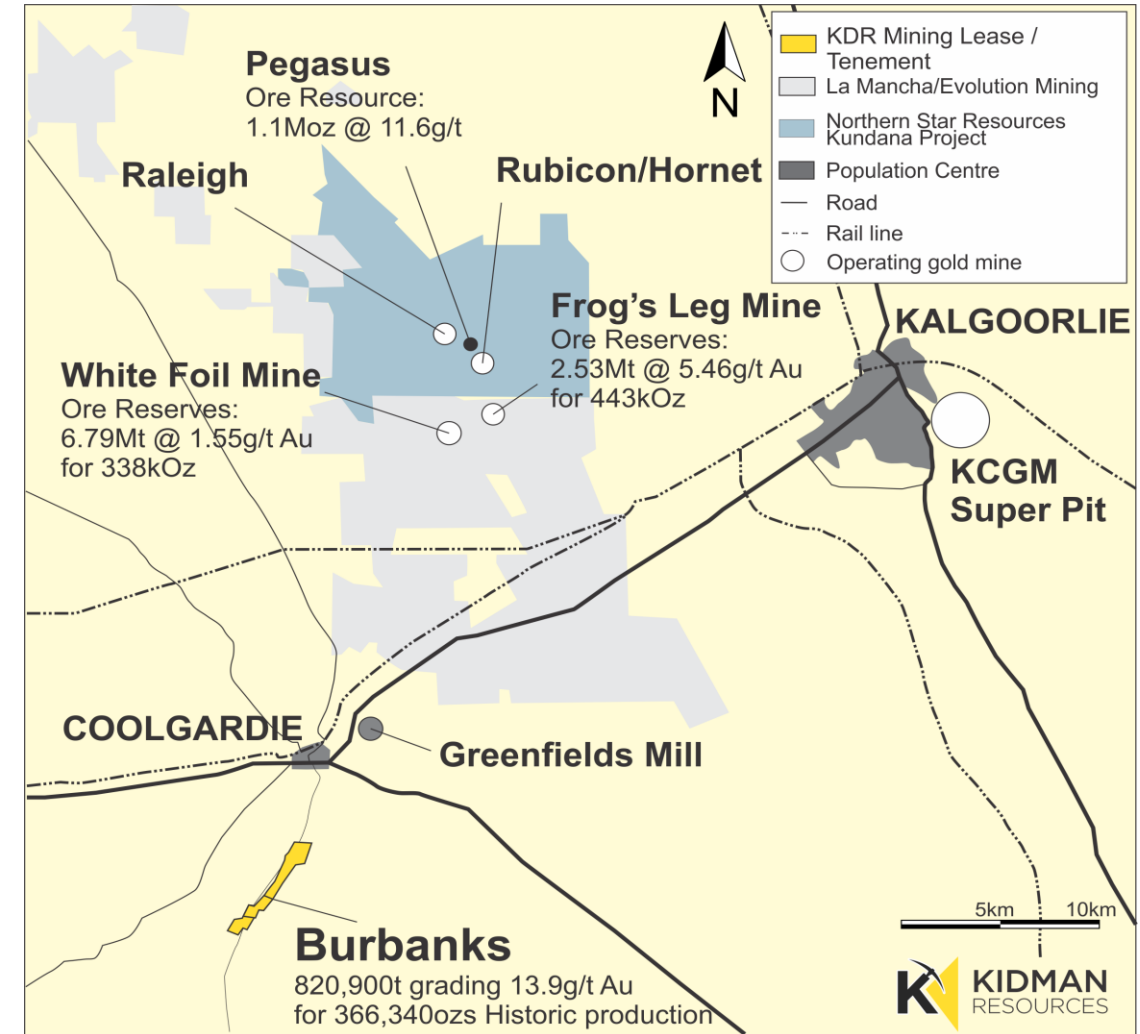 Pegasus
Ore Resource:
1.1Moz @ 11.6g/t
Raleigh
Rubicon/Hornet
N
KDR Mining Lease /
Tenement
La Mancha/Evolution Mining
Northern Star Resources
Kundana Project
Population Centre
Road
Rail line
Operating gold mine
Frog's Leg Mine
Ore Reserves:
2.53Mt @ 5.46g/t Au
for 443kOz
KALGOORLIE
White Foil Mine
Ore Reserves:
6.79Mt @ 1.55g/t Au
for 338kOz
KCGM
Super Pit
COOLGARDIE
Greenfields Mill
Burbanks
820,900t grading 13.9g/t Au
for 366,340ozs Historic production
5km 10km
KIDMAN
RESOURCES